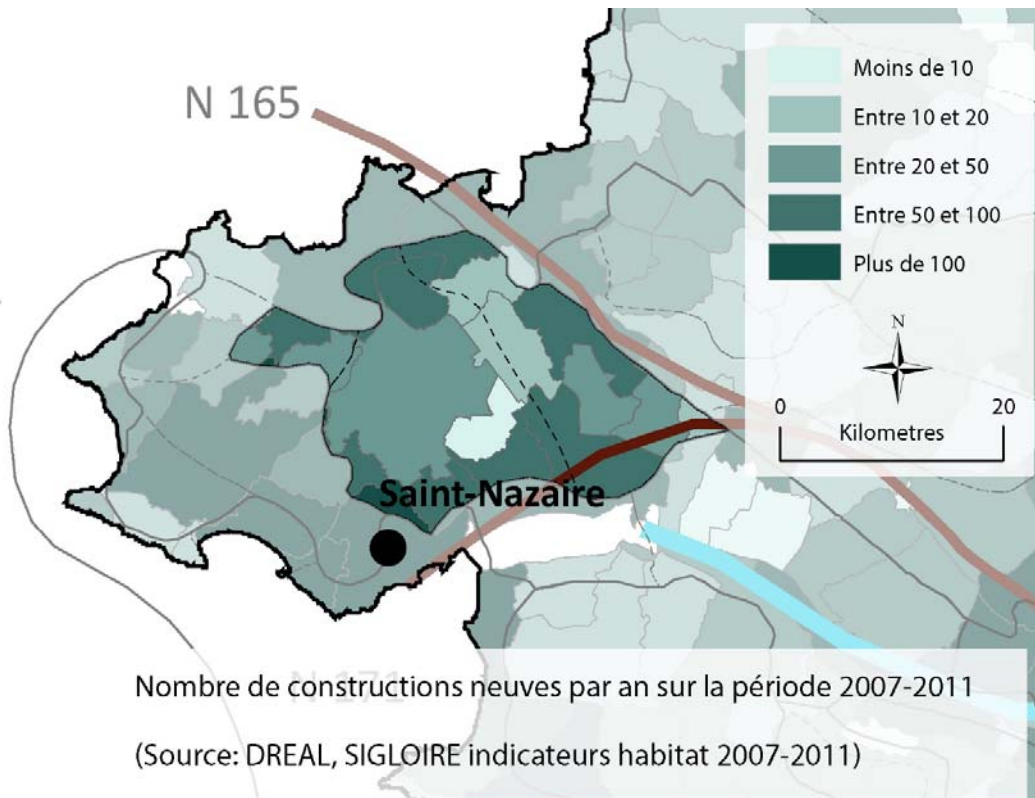 N 165
Moins de 10
Entre 10 et 20
Entre 20 et 50
Entre 50 et 100
Plus de 100
N
0 20
Kilometres
Saint-Nazaire
N 171
Nombre de constructions neuves par an sur la période 2007-2011
(Source: DREAL, SIGLOIRE indicateurs habitat 2007-2011)